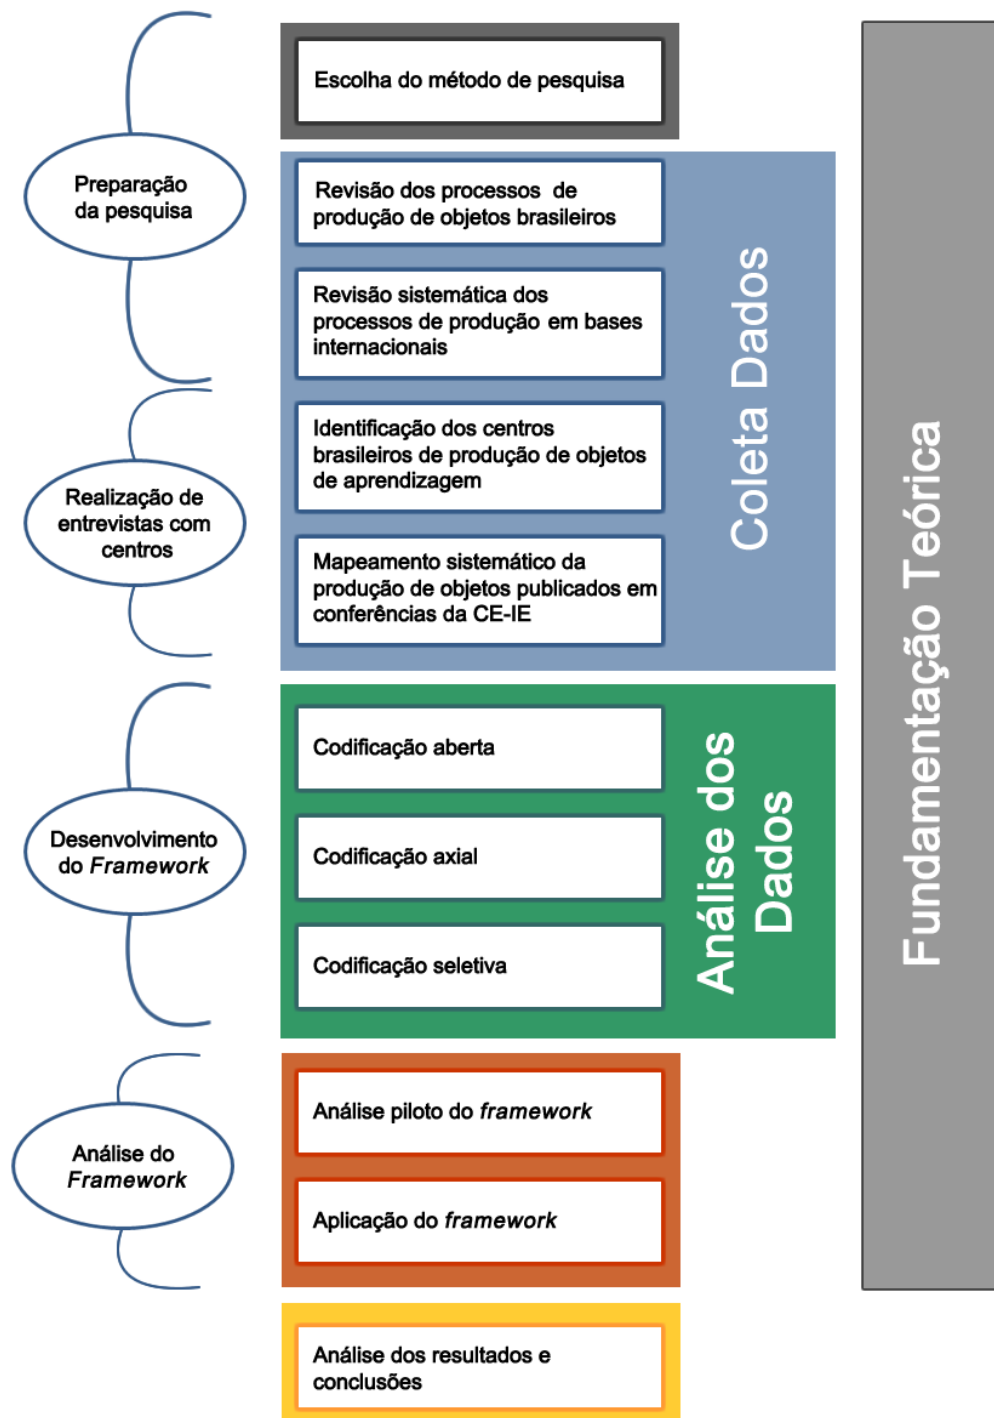 Preparação
da pesquisa
Escolha do método de pesquisa
Revisão dos processos de
produção de objetos brasileiros
Revisão sistemática dos
processos de produção em bases
internacionais
Realização de
entrevistas com
centros
Identificação dos centros
brasileiros de produção de objetos
de aprendizagem
Mapeamento sistemático da
produção de objetos publicados em
conferências da CE-IE
Coleta Dados
Desenvolvimento
do Framework
Codificação aberta
Codificação axial
Codificação seletiva
Análise dos
Dados
Análise do
Framework
Análise piloto do framework
Aplicação do framework
Análise dos resultados e
conclusões
Fundamentação Teórica